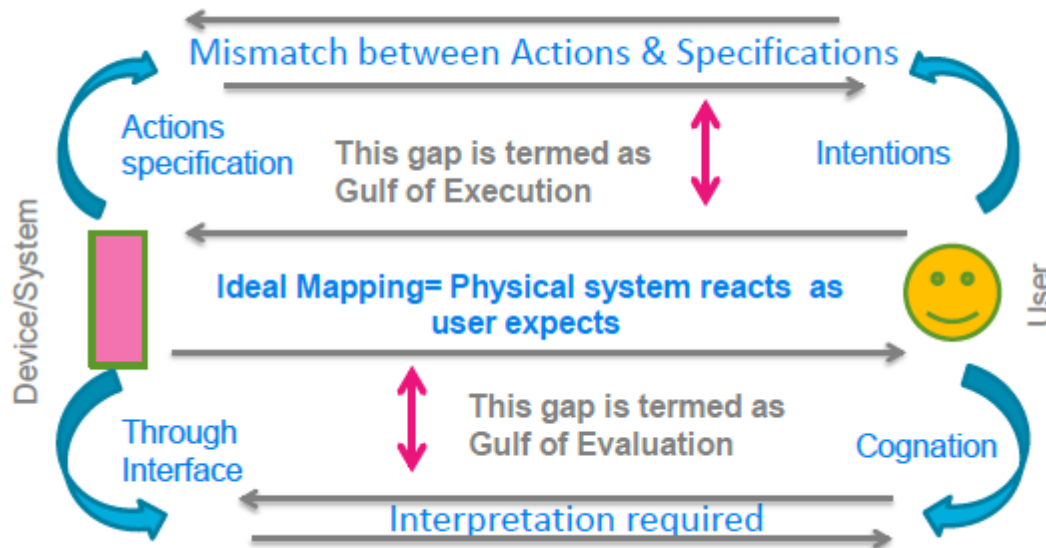 Mismatch between Actions & Specifications
Actions
specification
This gap is termed as
Gulf of Execution
Intentions
Device/System
Ideal Mapping= Physical system reacts as
user expects
User
Through
Interface
This gap is termed as
Gulf of Evaluation
Cognation
Interpretation required